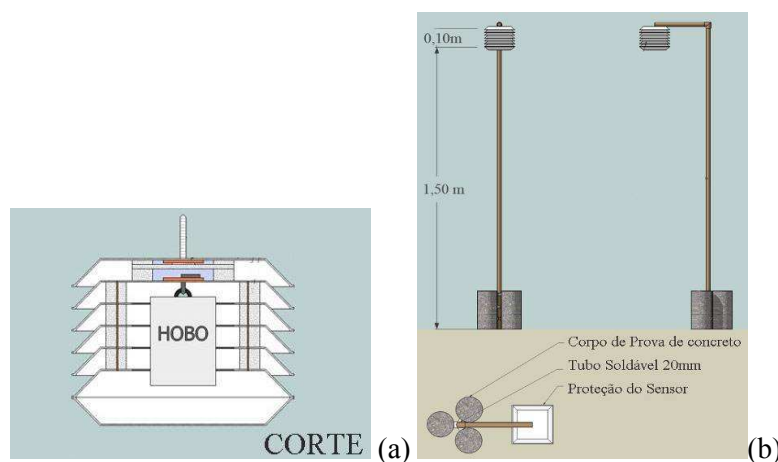 HOBO
CORTE
(a)
0,10m
1,50 m
Corpo de Prova de concreto
Tubo Soldável 20mm
Proteção do Sensor
(b)